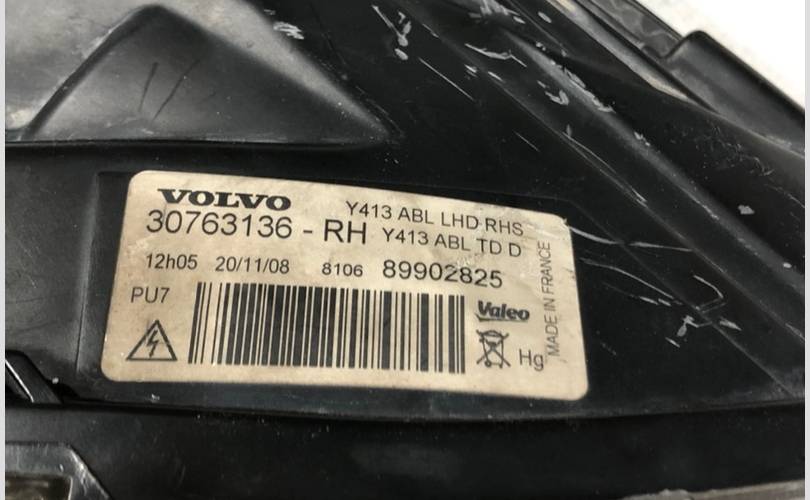 VOLVO
Y413 ABL LHD RHS
30763136 - RH Y413 ABL TD D
12h05 20/11/08 8106 89902825
PU7
Valeo
Hg
MADE IN FRANCE